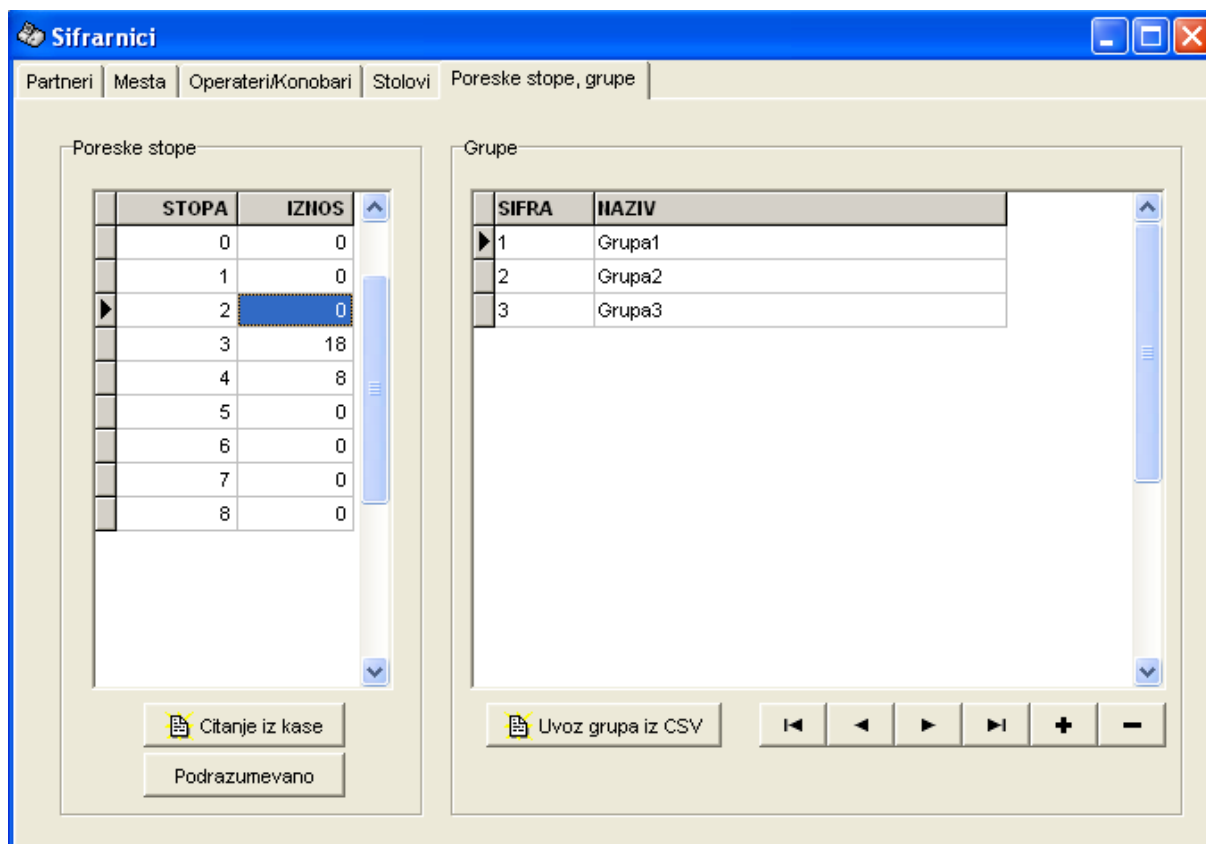 Sifrarnici
Partneri Mesta Operateri/Konobari Stolovi Poreske stope, grupe
Poreske stope
STOPA IZNOS
0 0
1 0
2 0
3 18
4 8
5 0
6 0
7 0
8 0
Citanje iz kase
Podrazumevano
Grupe
SIFRA NAZIV
1 Grupa1
2 Grupa2
3 Grupa3
Uvoz grupa iz CSV